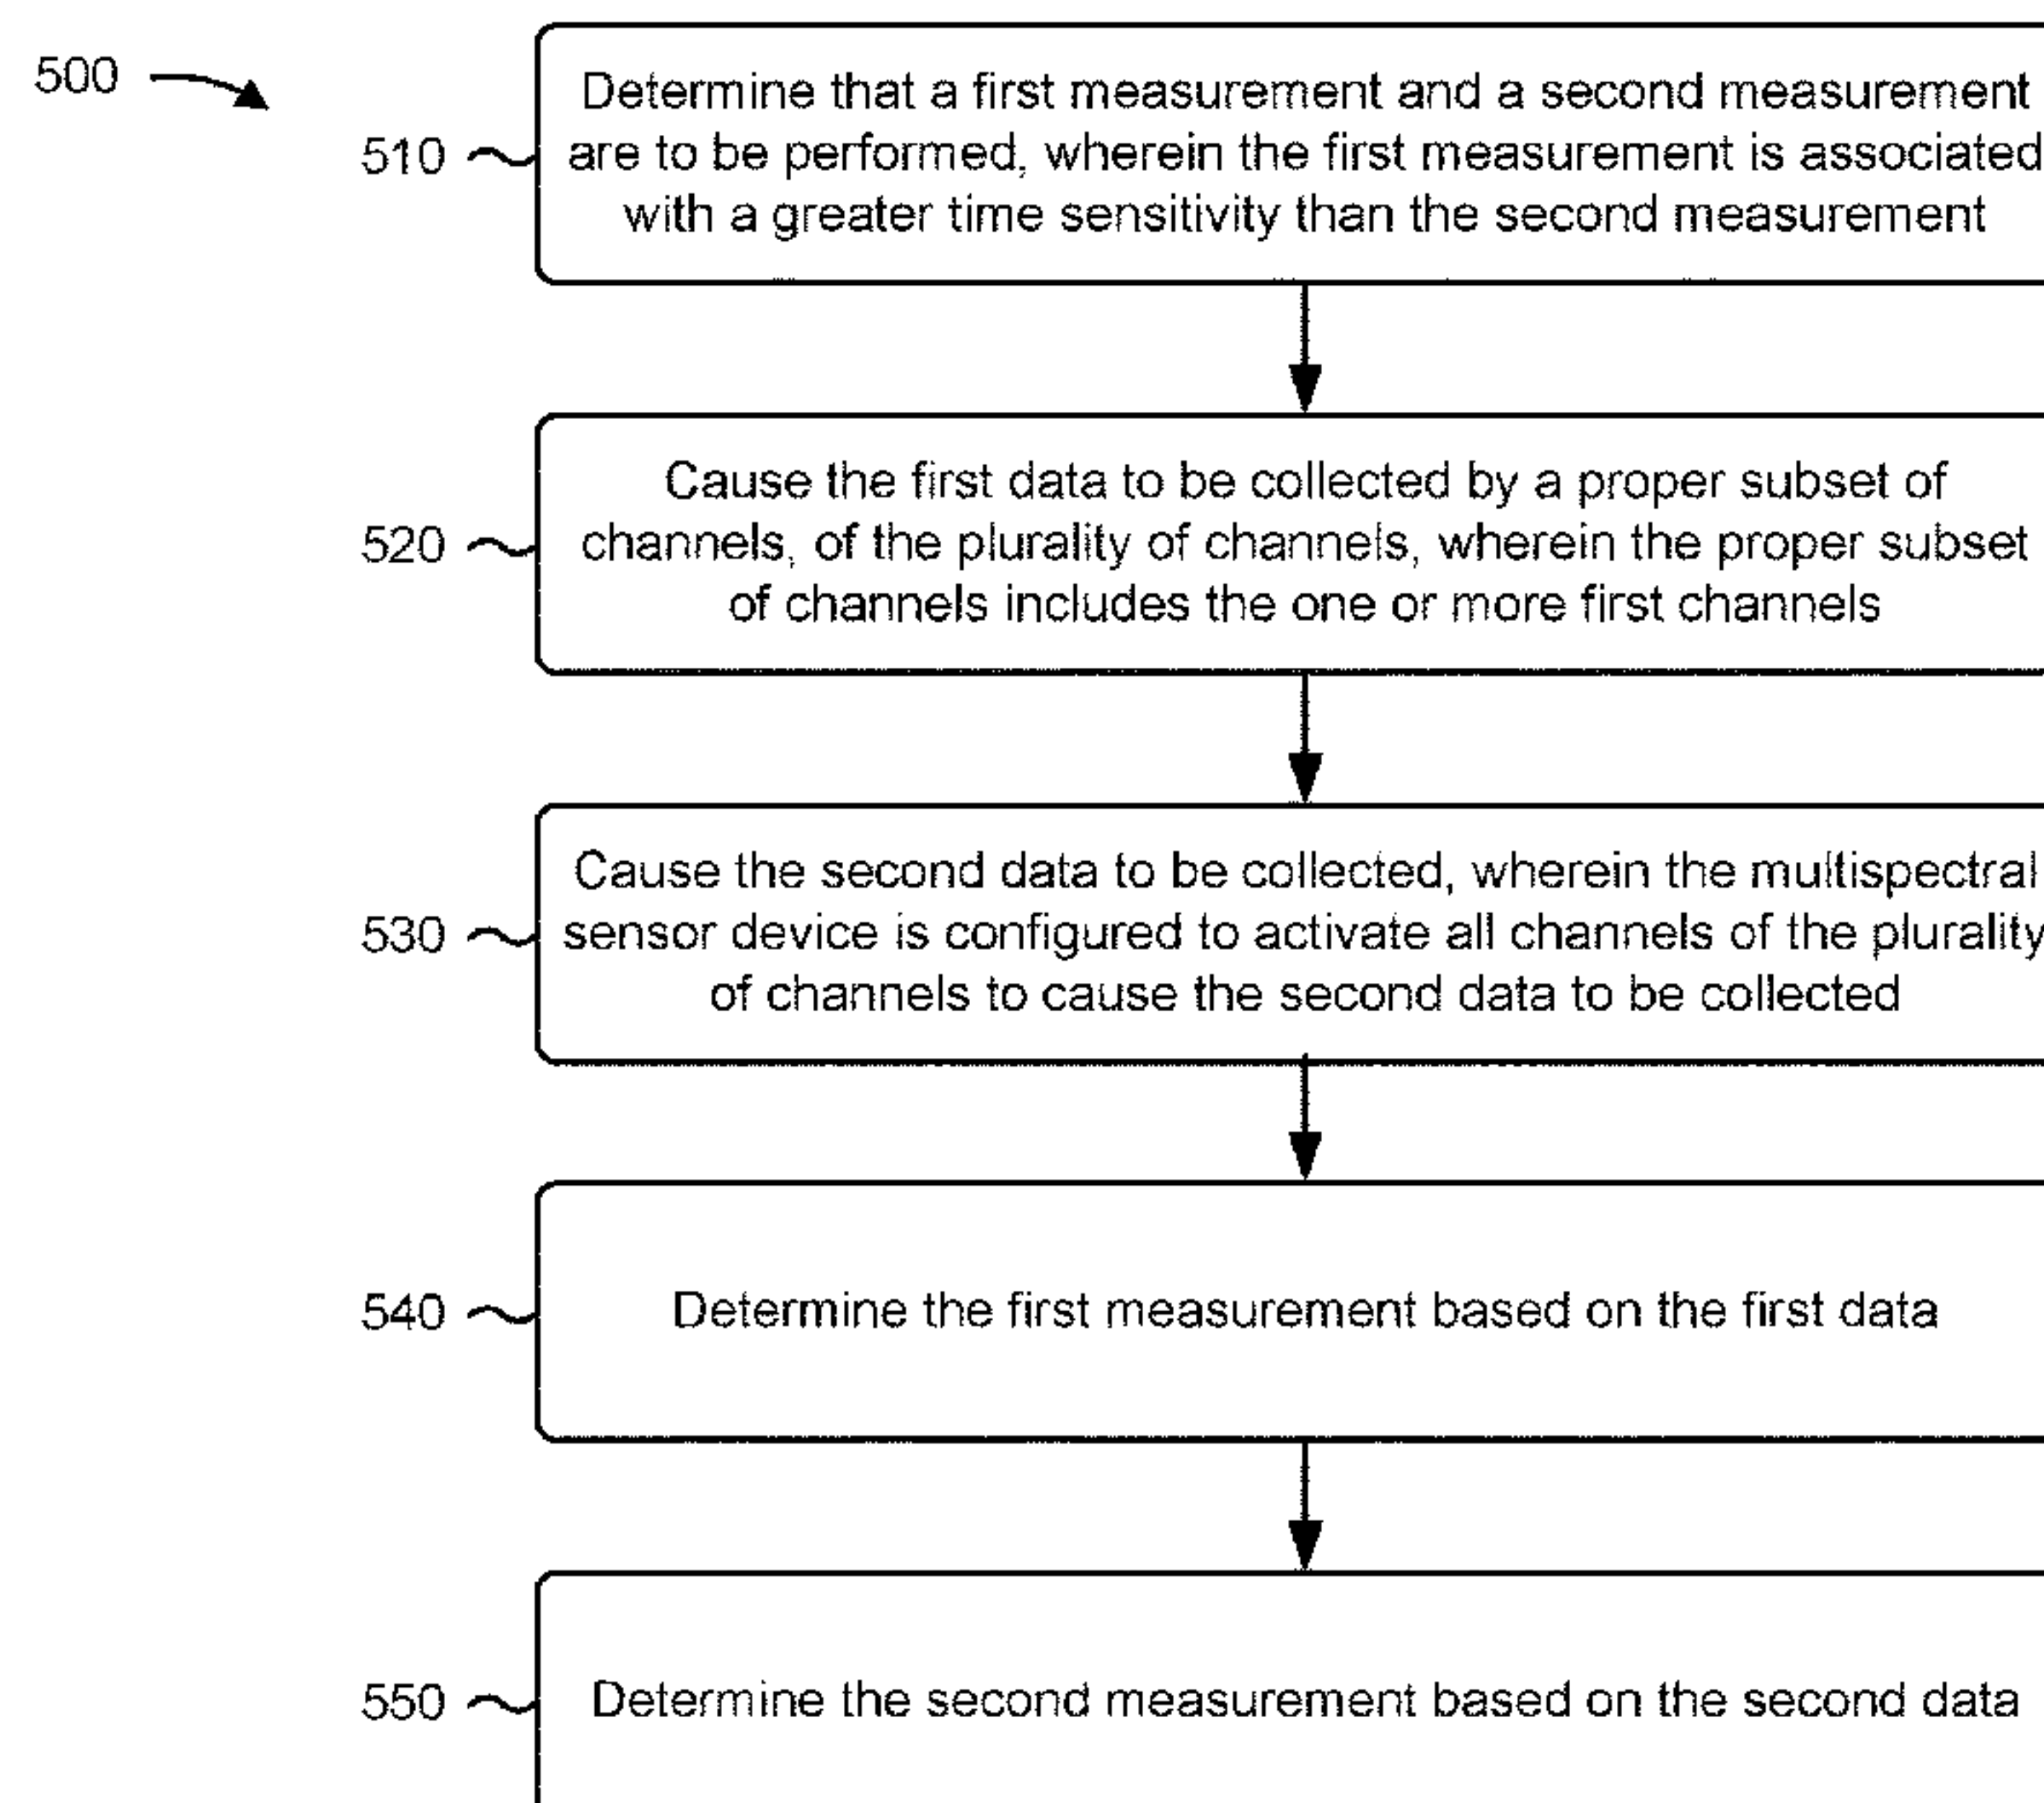 500
510
Determine that a first measurement and a second measurement
are to be performed, wherein the first measurement is associated
with a greater time sensitivity than the second measurement
520
Cause the first data to be collected by a proper subset of
channels, of the plurality of channels, wherein the proper subset
of channels includes the one or more first channels
530
Cause the second data to be collected, wherein the multispectral
sensor device is configured to activate all channels of the plurality
of channels to cause the second data to be collected
540
Determine the first measurement based on the first data
550
Determine the second measurement based on the second data